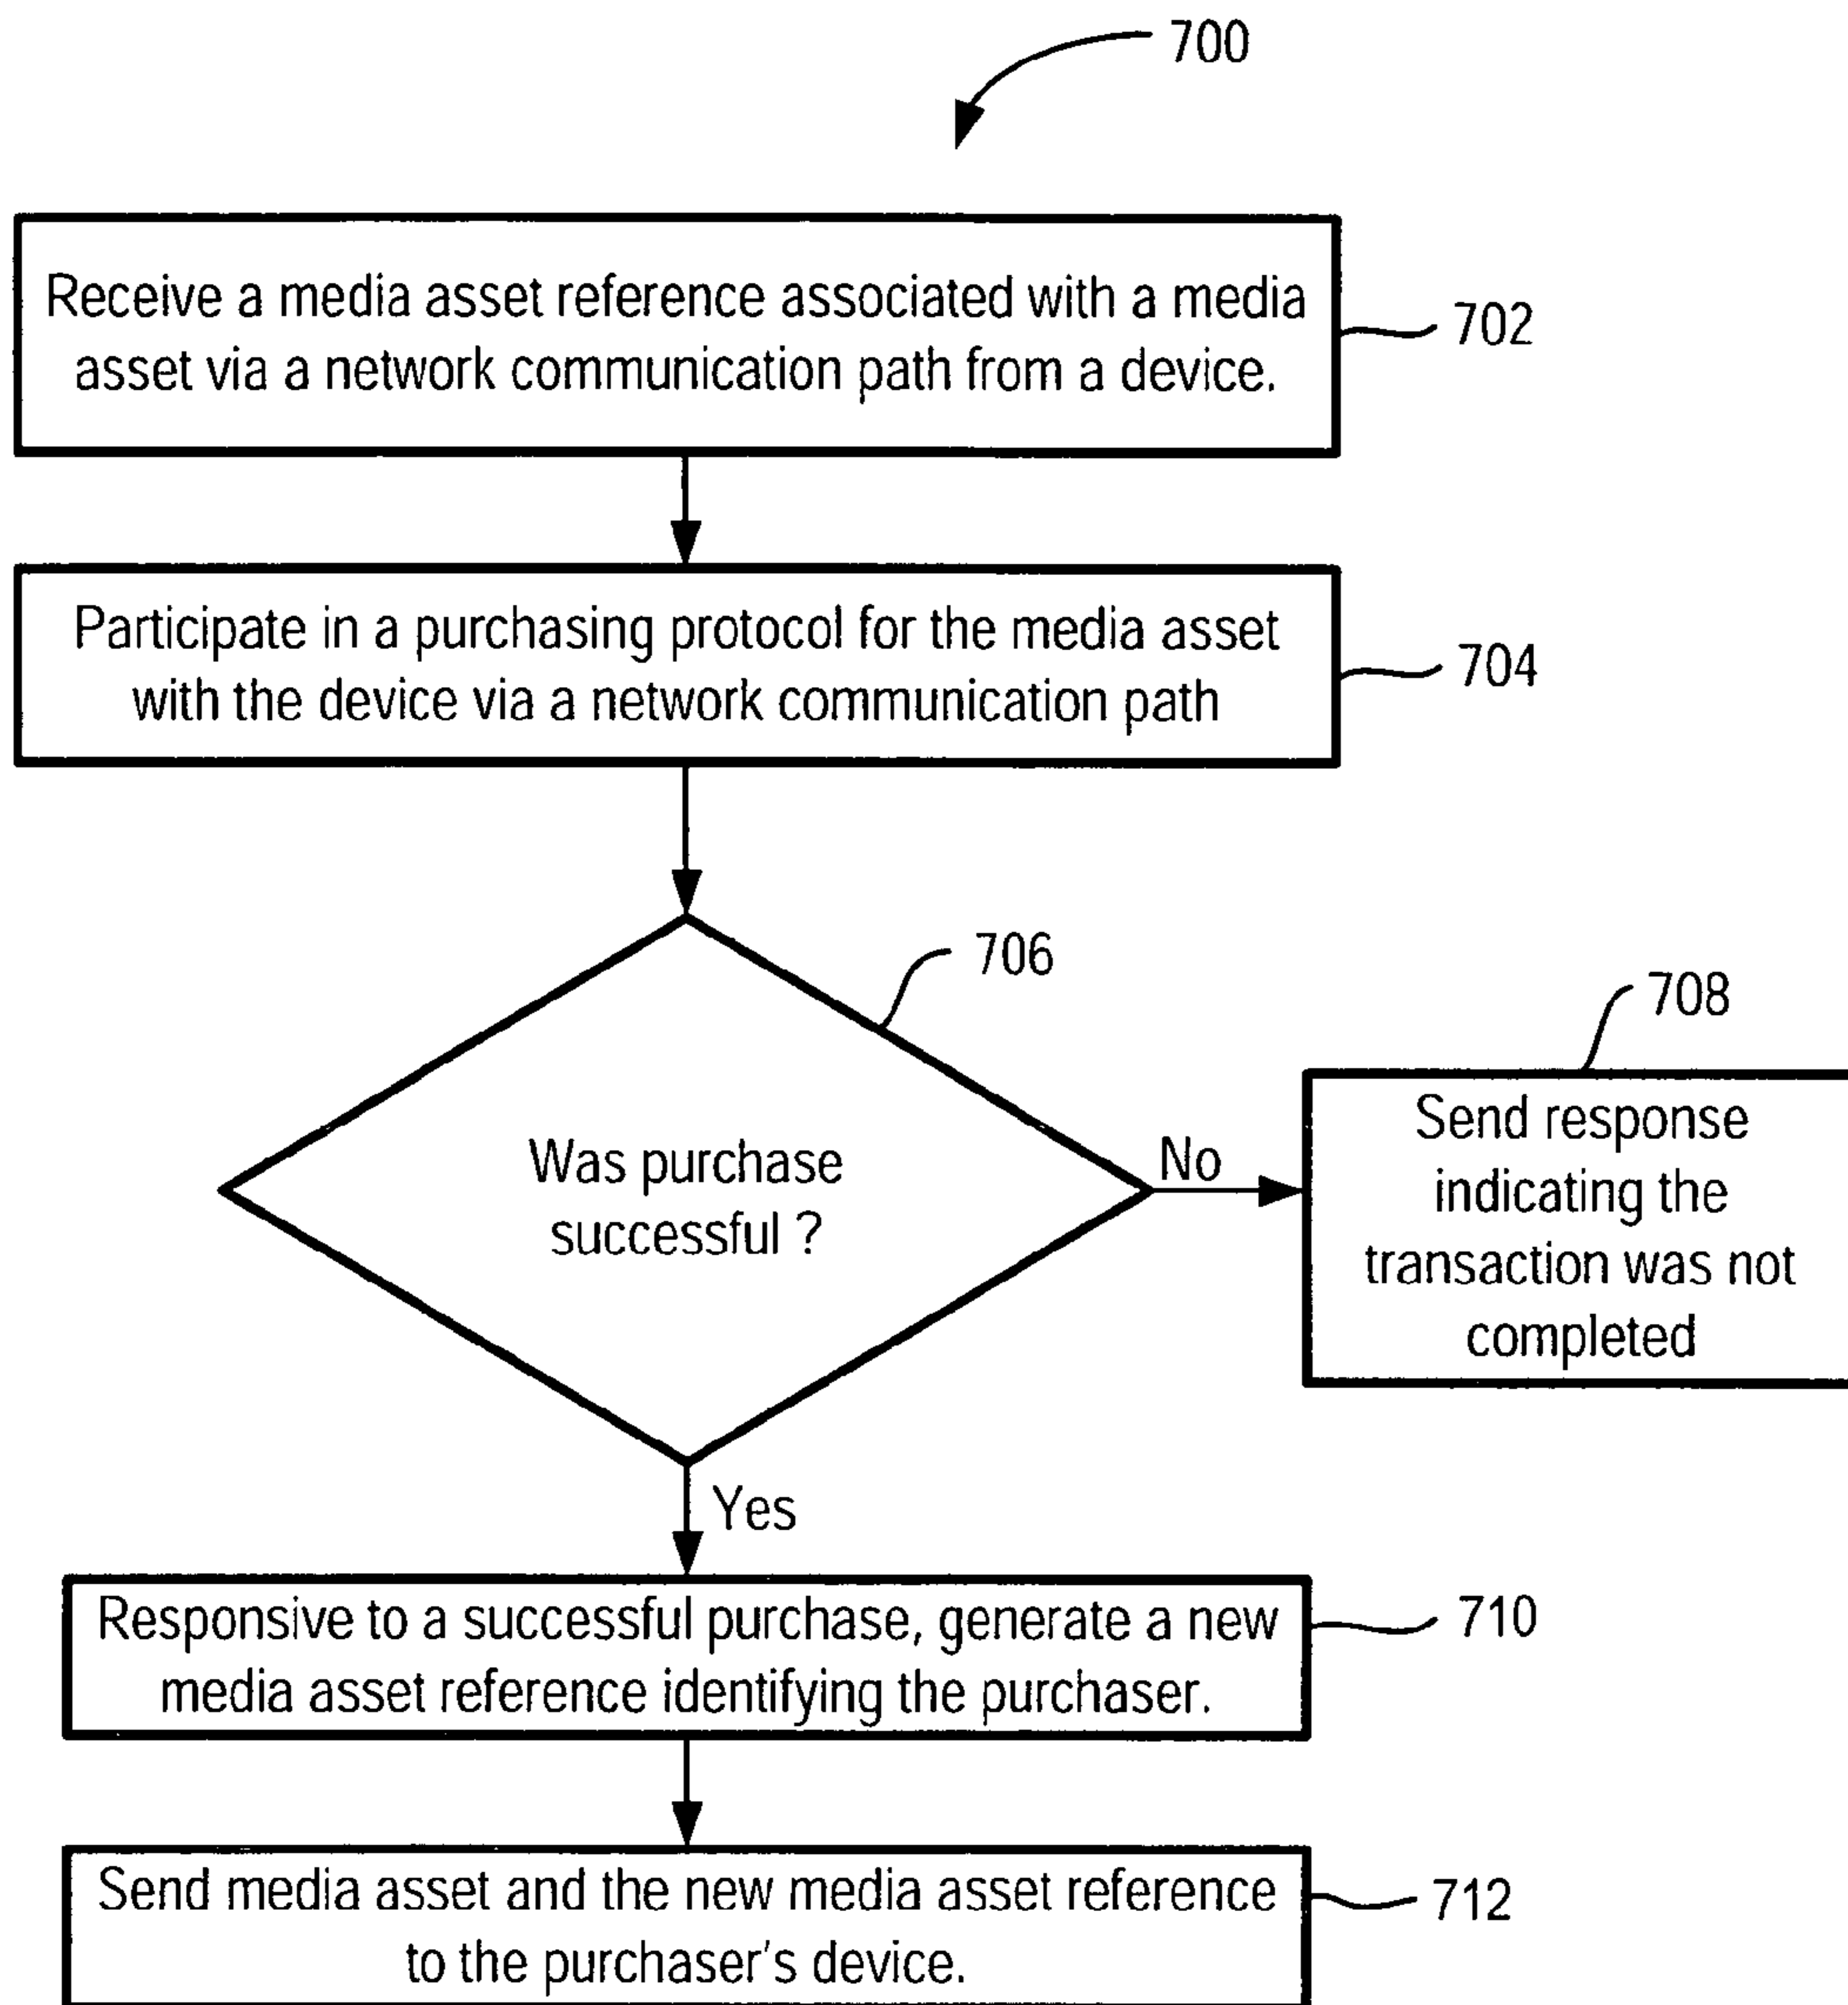 700
Receive a media asset reference associated with a media
asset via a network communication path from a device.
702
Participate in a purchasing protocol for the media asset
with the device via a network communication path
704
706
Was purchase
successful ?
No
708
Send response
indicating the
transaction was not
completed
Yes
Responsive to a successful purchase, generate a new
media asset reference identifying the purchaser.
710
Send media asset and the new media asset reference
to the purchaser's device.
712